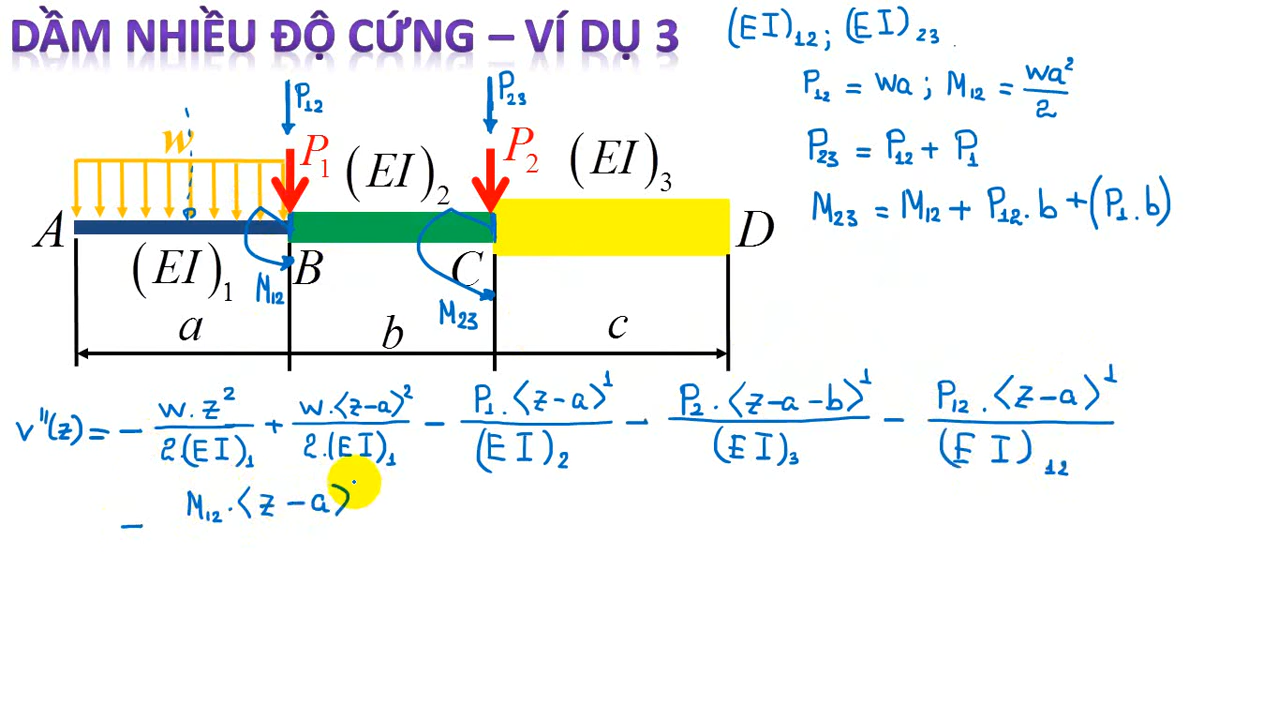 DẦM NHIỀU ĐỘ CỨNG – VÍ DỤ 3
(EI)₁₂; (EI)₂₃
P₁₂ = wa; M₁₂ = wa²/2
P₂₃ = P₁₂ + P₁
M₂₃ = M₁₂ + P₁₂.b + (P₁.b)
P₁₂
P₂₃
w
P₁
(EI)₂
P₂
(EI)₃
A
D
(EI)₁
M₁₂
B
C
M₂₃
a
b
c
v"(z) = - w.z²/2.(EI)₁ + w.<z-a>²/2.(EI)₁ - P₁.<z-a>¹/(EI)₂ - P₂.<z-a-b>¹/(EI)₃ - P₁₂.<z-a>¹/(EI)₁₂
- M₁₂.<z-a>